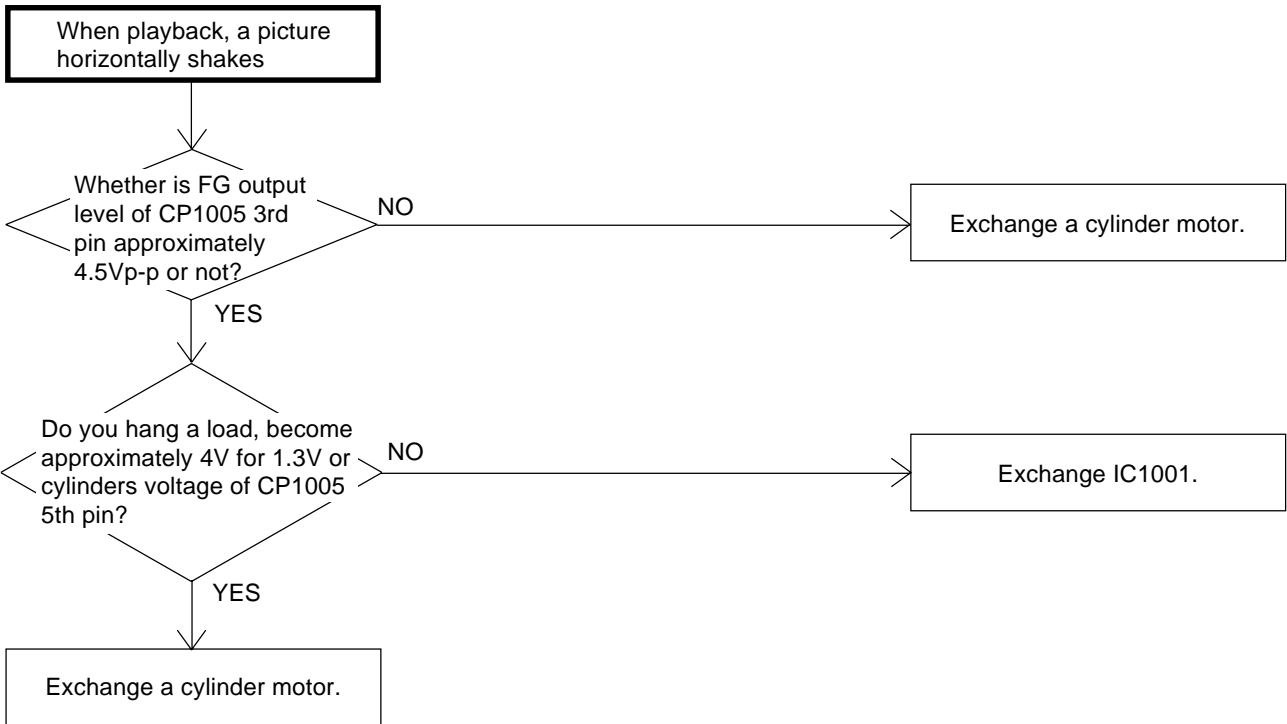 When playback, a picture
horizontally shakes
Whether is FG output
level of CP1005 3rd
pin approximately
4.5Vp-p or not?
NO
Exchange a cylinder motor.
YES
Do you hang a load, become
approximately 4V for 1.3V or
cylinders voltage of CP1005
5th pin?
NO
Exchange IC1001.
YES
Exchange a cylinder motor.